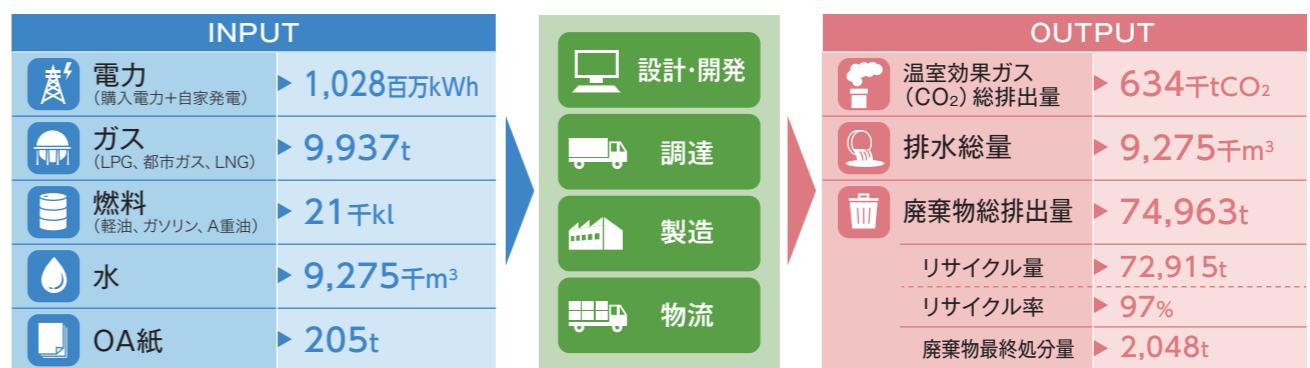 INPUT
電力
（購入電力＋自家発電）
1,028百万kWh
ガス
（LPG、都市ガス、LNG）
9,937t
燃料
（軽油、ガソリン、A重油）
21千kl
水
9,275千m³
OA紙
205t
設計・開発
調達
製造
物流
OUTPUT
温室効果ガス
（CO₂）総排出量
634千tCO₂
排水総量
9,275千m³
廃棄物総排出量
74,963t
リサイクル量
72,915t
リサイクル率
97%
廃棄物最終処分量
2,048t